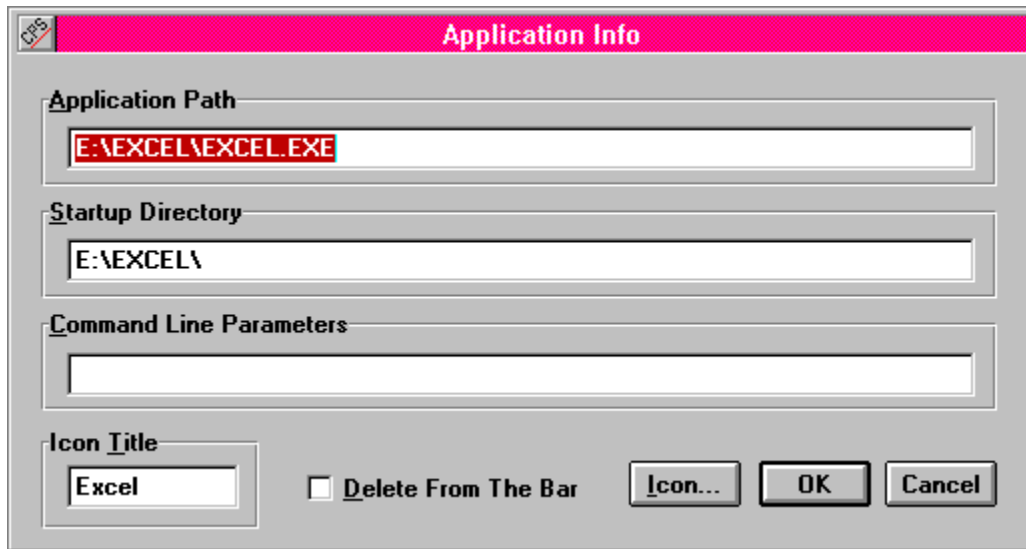 CPS
Application Info
Application Path
E:\EXCEL\EXCEL.EXE
Startup Directory
E:\EXCEL\
Command Line Parameters
Icon Title
Excel
Delete From The Bar
Icon...
OK
Cancel